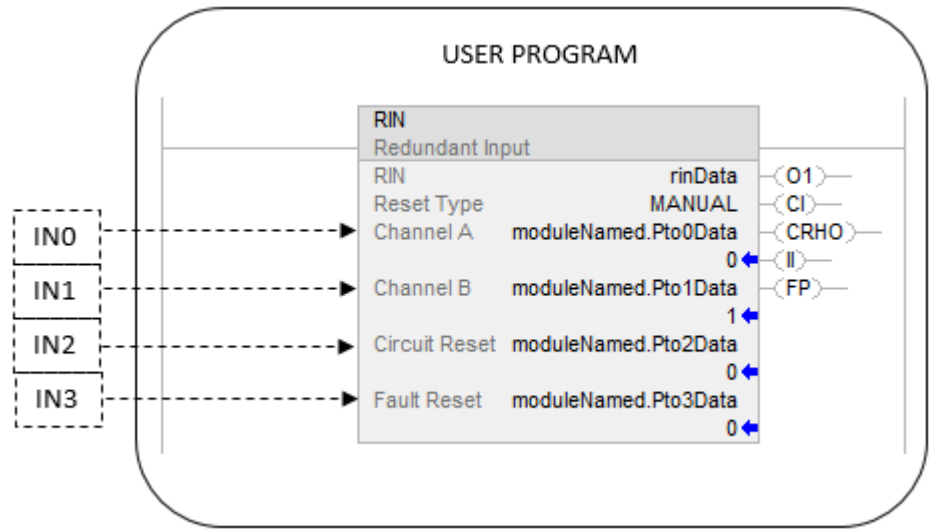 USER PROGRAM
RIN
Redundant Input
RIN rinData (O1)
Reset Type MANUAL (CI)
IN0 Channel A moduleNamed.Pto0Data (CRHO)
0 (II)
IN1 Channel B moduleNamed.Pto1Data (FP)
1
IN2 Circuit Reset moduleNamed.Pto2Data
0
IN3 Fault Reset moduleNamed.Pto3Data
0